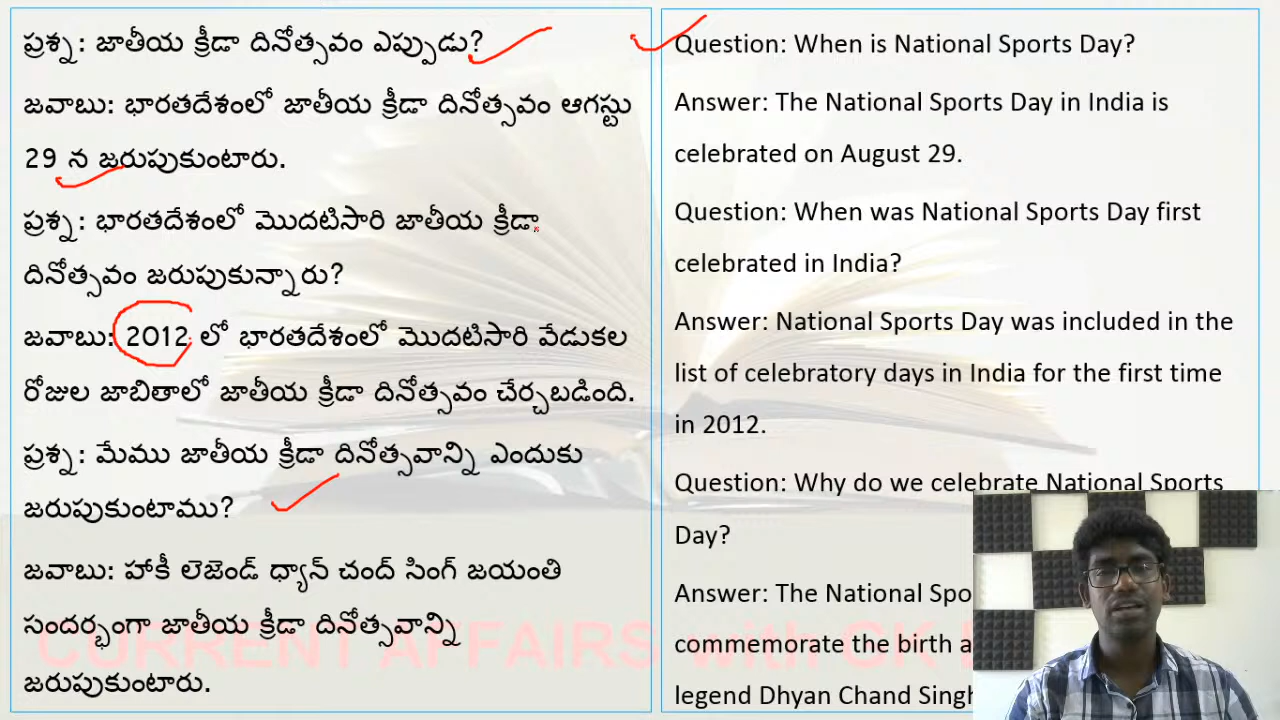 ప్రశ్న: జాతీయ క్రీడా దినోత్సవం ఎప్పుడు?
జవాబు: భారతదేశంలో జాతీయ క్రీడా దినోత్సవం ఆగస్టు
29 న జరుపుకుంటారు.
ప్రశ్న: భారతదేశంలో మొదటిసారి జాతీయ క్రీడా
దినోత్సవం జరుపుకున్నారు?
జవాబు: 2012 లో భారతదేశంలో మొదటిసారి వేడుకల
రోజుల జాబితాలో జాతీయ క్రీడా దినోత్సవం చేర్చబడింది.
ప్రశ్న: మేము జాతీయ క్రీడా దినోత్సవాన్ని ఎందుకు
జరుపుకుంటాము?
జవాబు: హాకీ లెజెండ్ ధ్యాన్ చంద్ సింగ్ జయంతి
సందర్భంగా జాతీయ క్రీడా దినోత్సవాన్ని
జరుపుకుంటారు.
Question: When is National Sports Day?
Answer: The National Sports Day in India is
celebrated on August 29.
Question: When was National Sports Day first
celebrated in India?
Answer: National Sports Day was included in the
list of celebratory days in India for the first time
in 2012.
Question: Why do we celebrate National Sports
Day?
Answer: The National Spo
commemorate the birth a
legend Dhyan Chand Singh
CURRENT AFFAIRS with GK